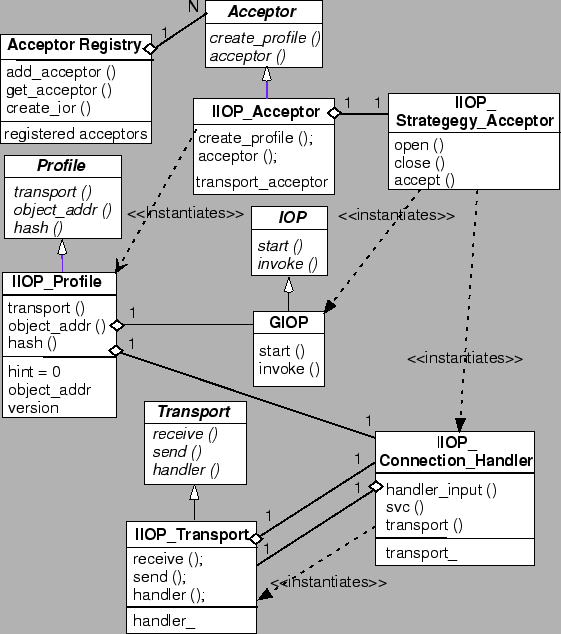 Acceptor
create_profile ()
acceptor ()
N
1
Acceptor Registry
add_acceptor ()
get_acceptor ()
create_ior ()
registered acceptors
IIOP_Acceptor
create_profile ();
acceptor ();
transport_acceptor
1
1
IIOP_
Strategegy_Acceptor
open ()
close ()
accept ()
Profile
transport ()
object_addr ()
hash ()
<<instantiates>>
IOP
start ()
invoke ()
<<instantiates>>
IIOP_Profile
transport ()
object_addr ()
hash ()
hint = 0
object_addr
version
1
1
GIOP
start ()
invoke ()
<<instantiates>>
Transport
receive ()
send ()
handler ()
1
IIOP_
Connection_Handler
handler_input ()
svc ()
transport ()
transport_
1
1
1
1
IIOP_Transport
receive ();
send ();
handler ();
handler_
<<instantiates>>